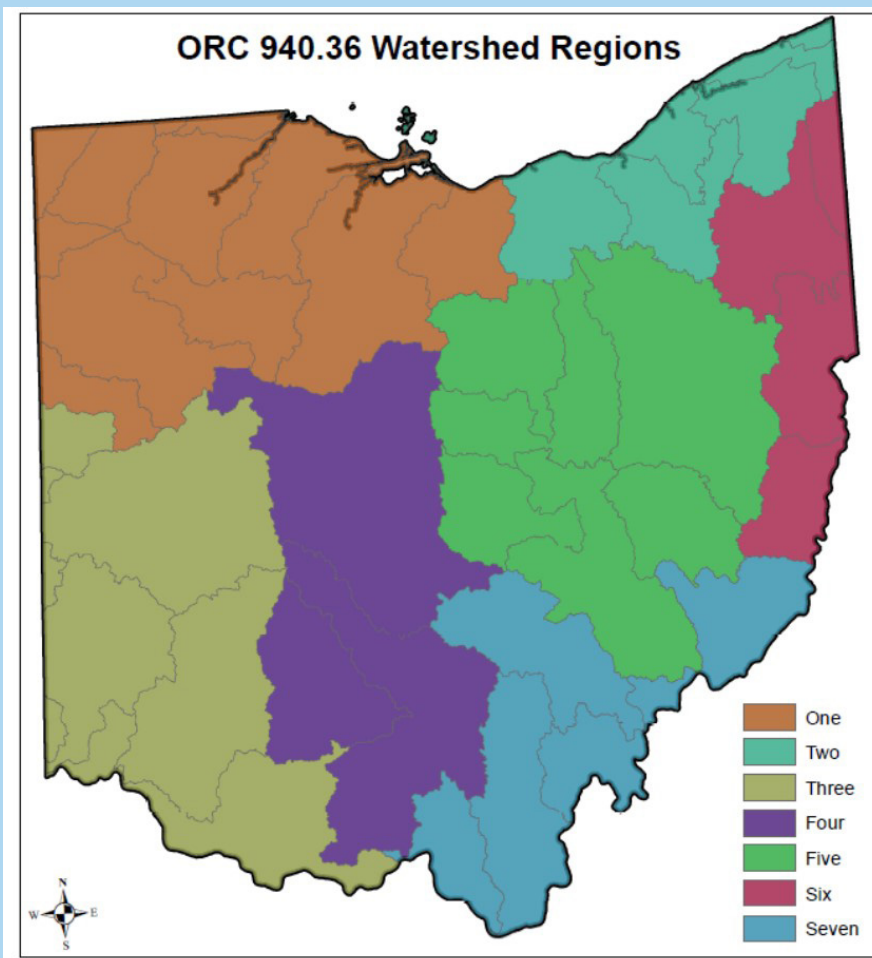 ORC 940.36 Watershed Regions
One
Two
Three
Four
Five
Six
Seven
N
W E
S